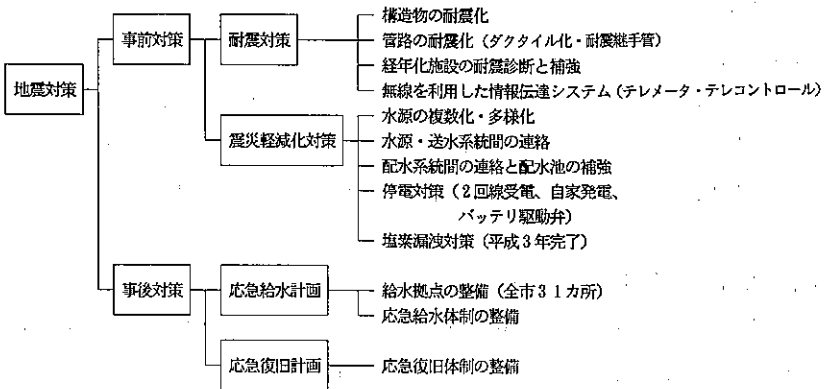 地震対策
事前対策
耐震対策
構造物の耐震化
管路の耐震化（ダクタイル化・耐震継手管）
経年化施設の耐震診断と補強
無線を利用した情報伝達システム（テレメータ・テレコントロール）
震災軽減化対策
水源の複数化・多様化
水源・送水系統間の連絡
配水系統間の連絡と配水池の補強
停電対策（２回線受電、自家発電、
バッテリ駆動弁）
塩素漏洩対策（平成３年完了）
事後対策
応急給水計画
給水拠点の整備（全市３１カ所）
応急給水体制の整備
応急復旧計画
応急復旧体制の整備